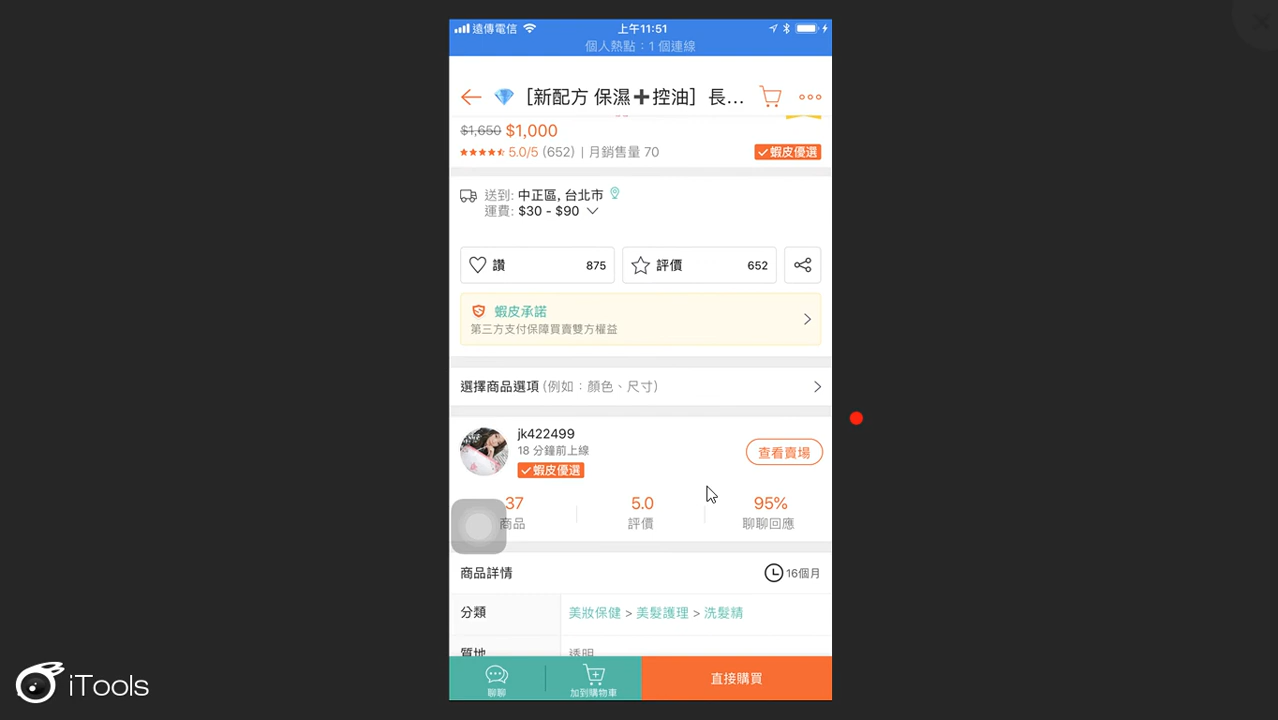 遠傳電信
上午11:51
個人熱點：1 個連線
[新配方 保濕➕控油] 長...
$1,650 $1,000
5.0/5 (652) | 月銷售量 70
蝦皮優選
送到: 中正區, 台北市
運費: $30 - $90
讚 875
評價 652
蝦皮承諾
第三方支付保障買賣雙方權益
選擇商品選項 (例如：顏色、尺寸)
jk422499
18 分鐘前上線
蝦皮優選
查看賣場
37
商品
5.0
評價
95%
聊聊回應
商品詳情
16個月
分類
美妝保健 > 美髮護理 > 洗髮精
質地
透明
聊聊
加到購物車
直接購買
iTools